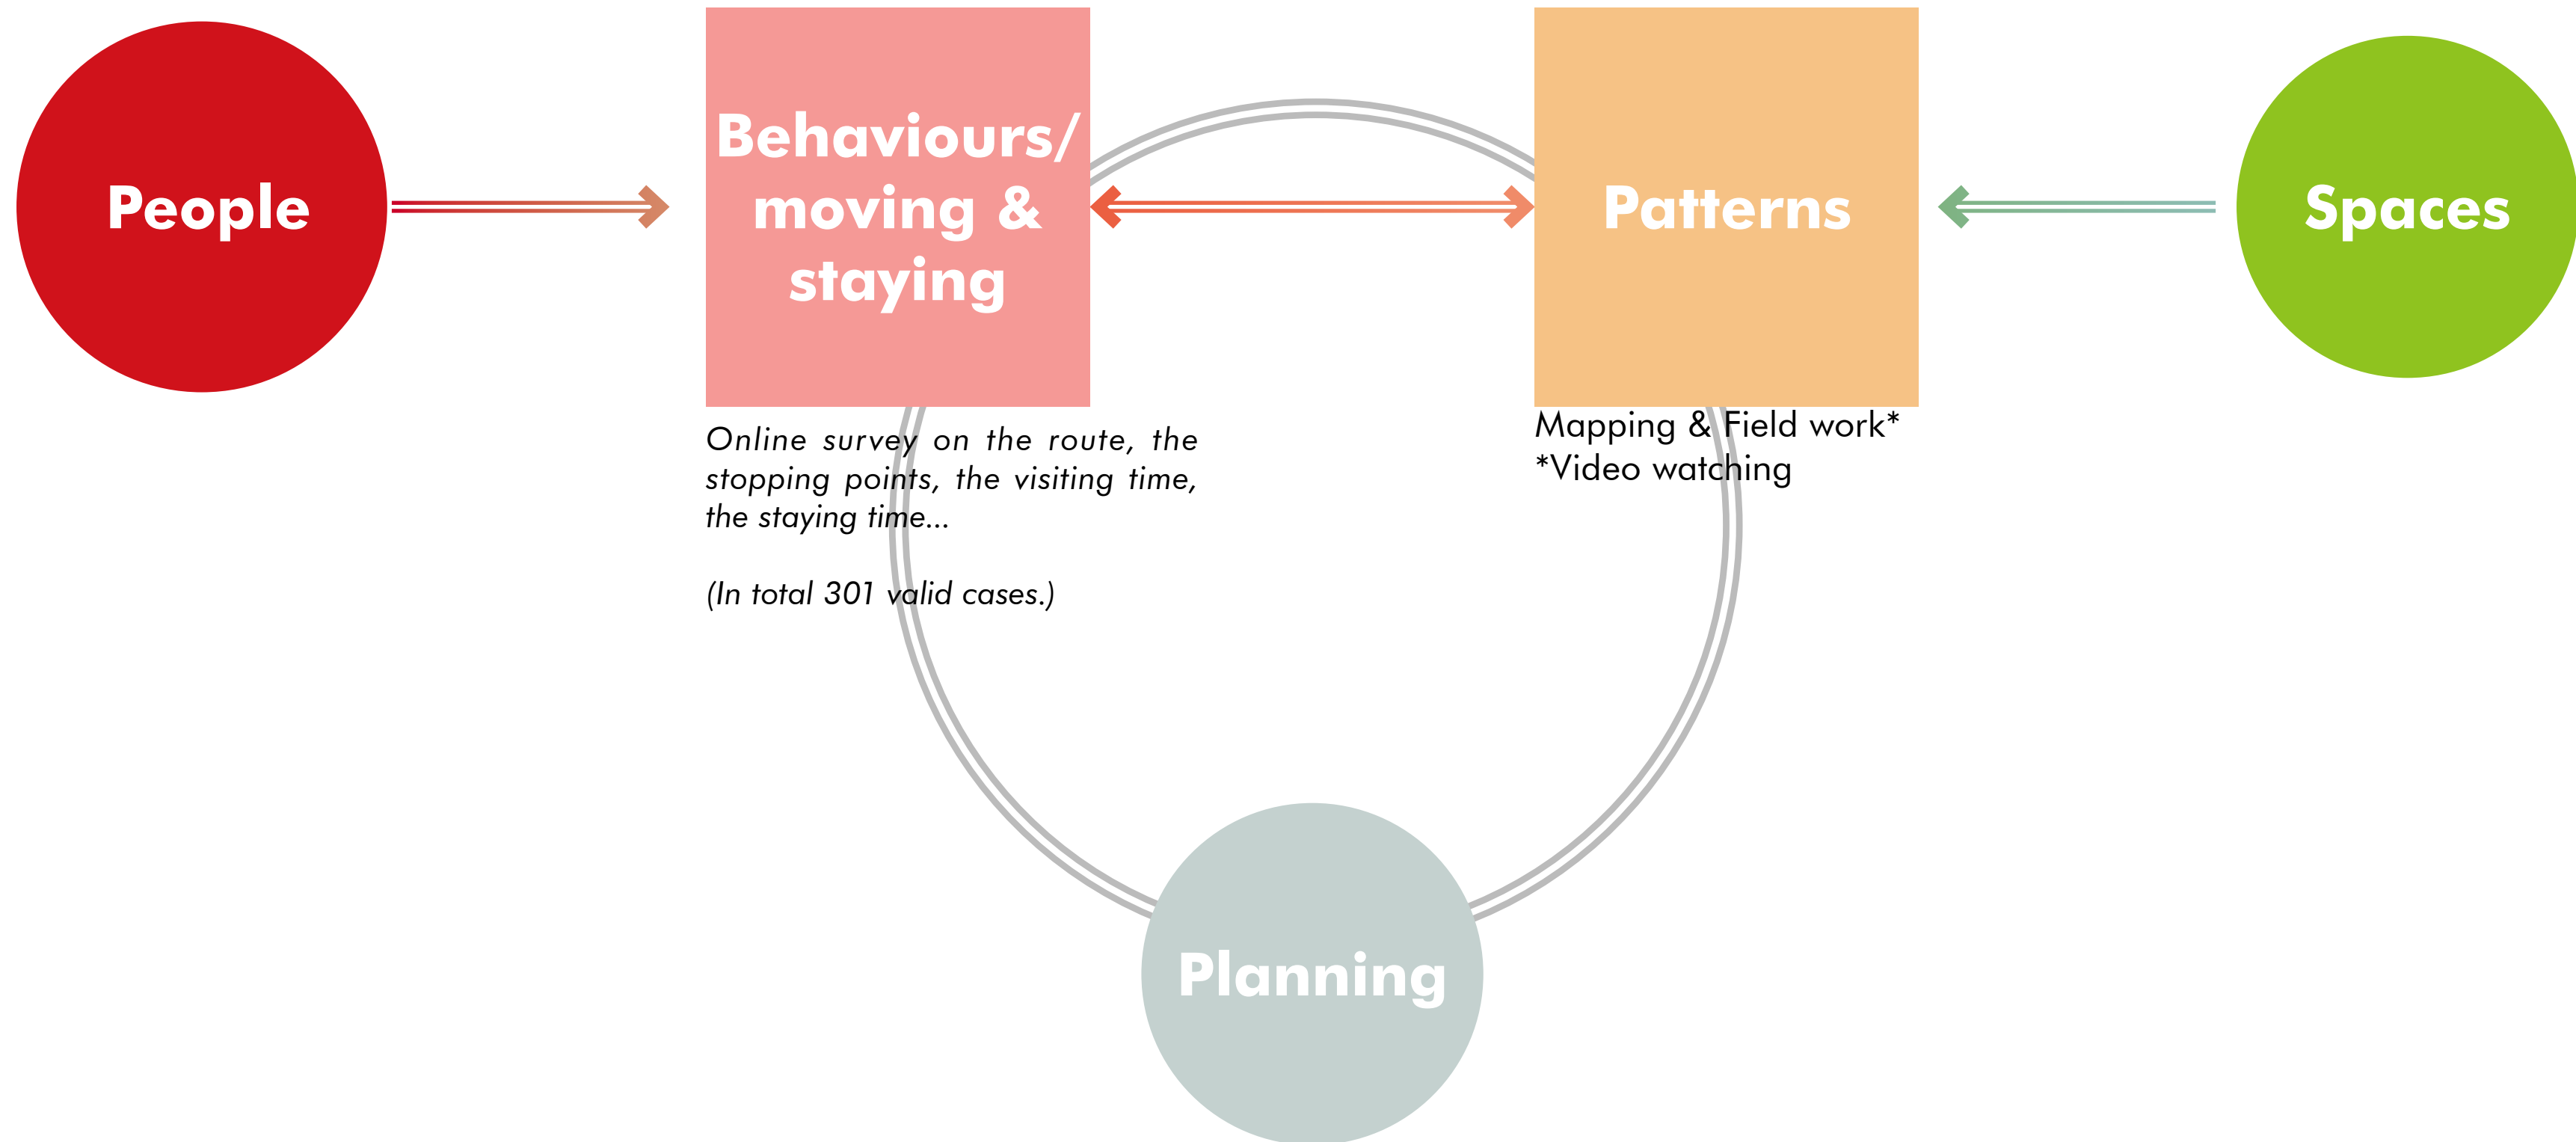 People
Behaviours/
moving &
staying
Patterns
Spaces
Online survey on the route, the
stopping points, the visiting time,
the staying time...
(In total 301 valid cases.)
Mapping & Field work*
*Video watching
Planning